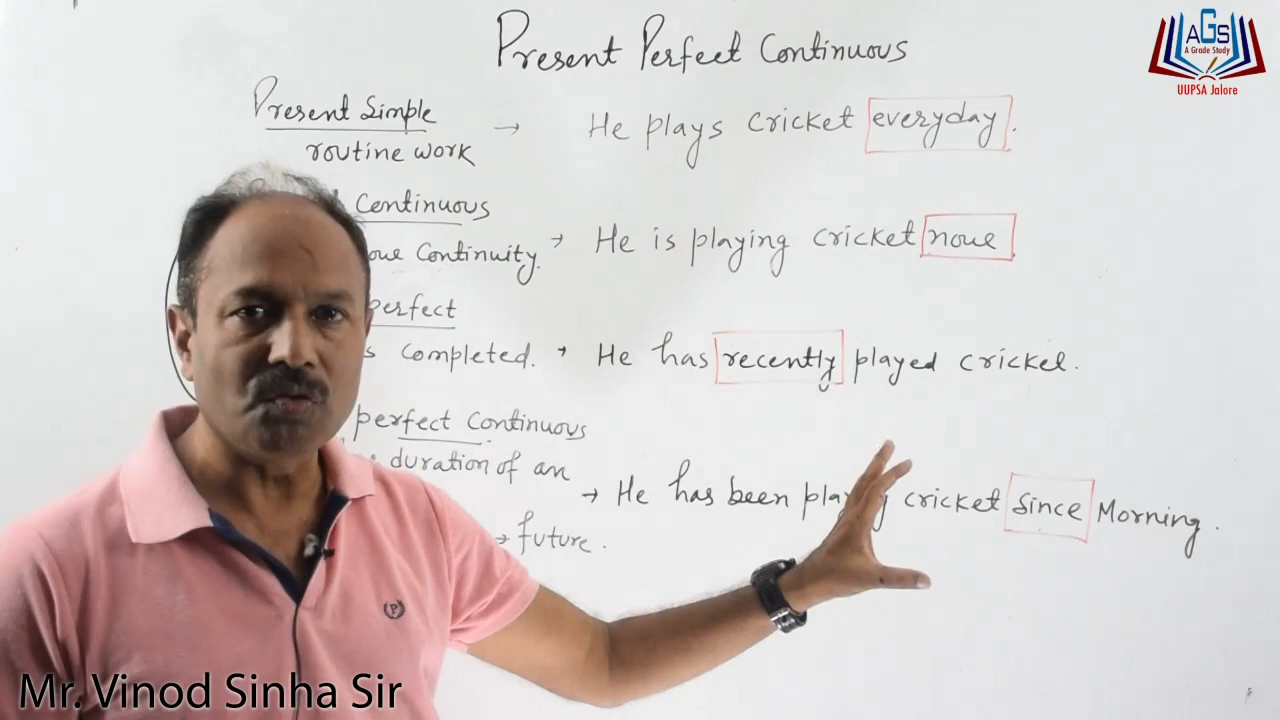 Present Perfect Continuous
AGS
A Grade Study
UUPSA Jalore
Present Simple → He plays cricket everyday.
routine work
Continuous
Continuity. → He is playing cricket nowe
perfect
s completed. → He has recently played cricket.
perfect Continuous
duration of an → He has been play cricket Since Morning.
→ future.
Mr. Vinod Sinha Sir